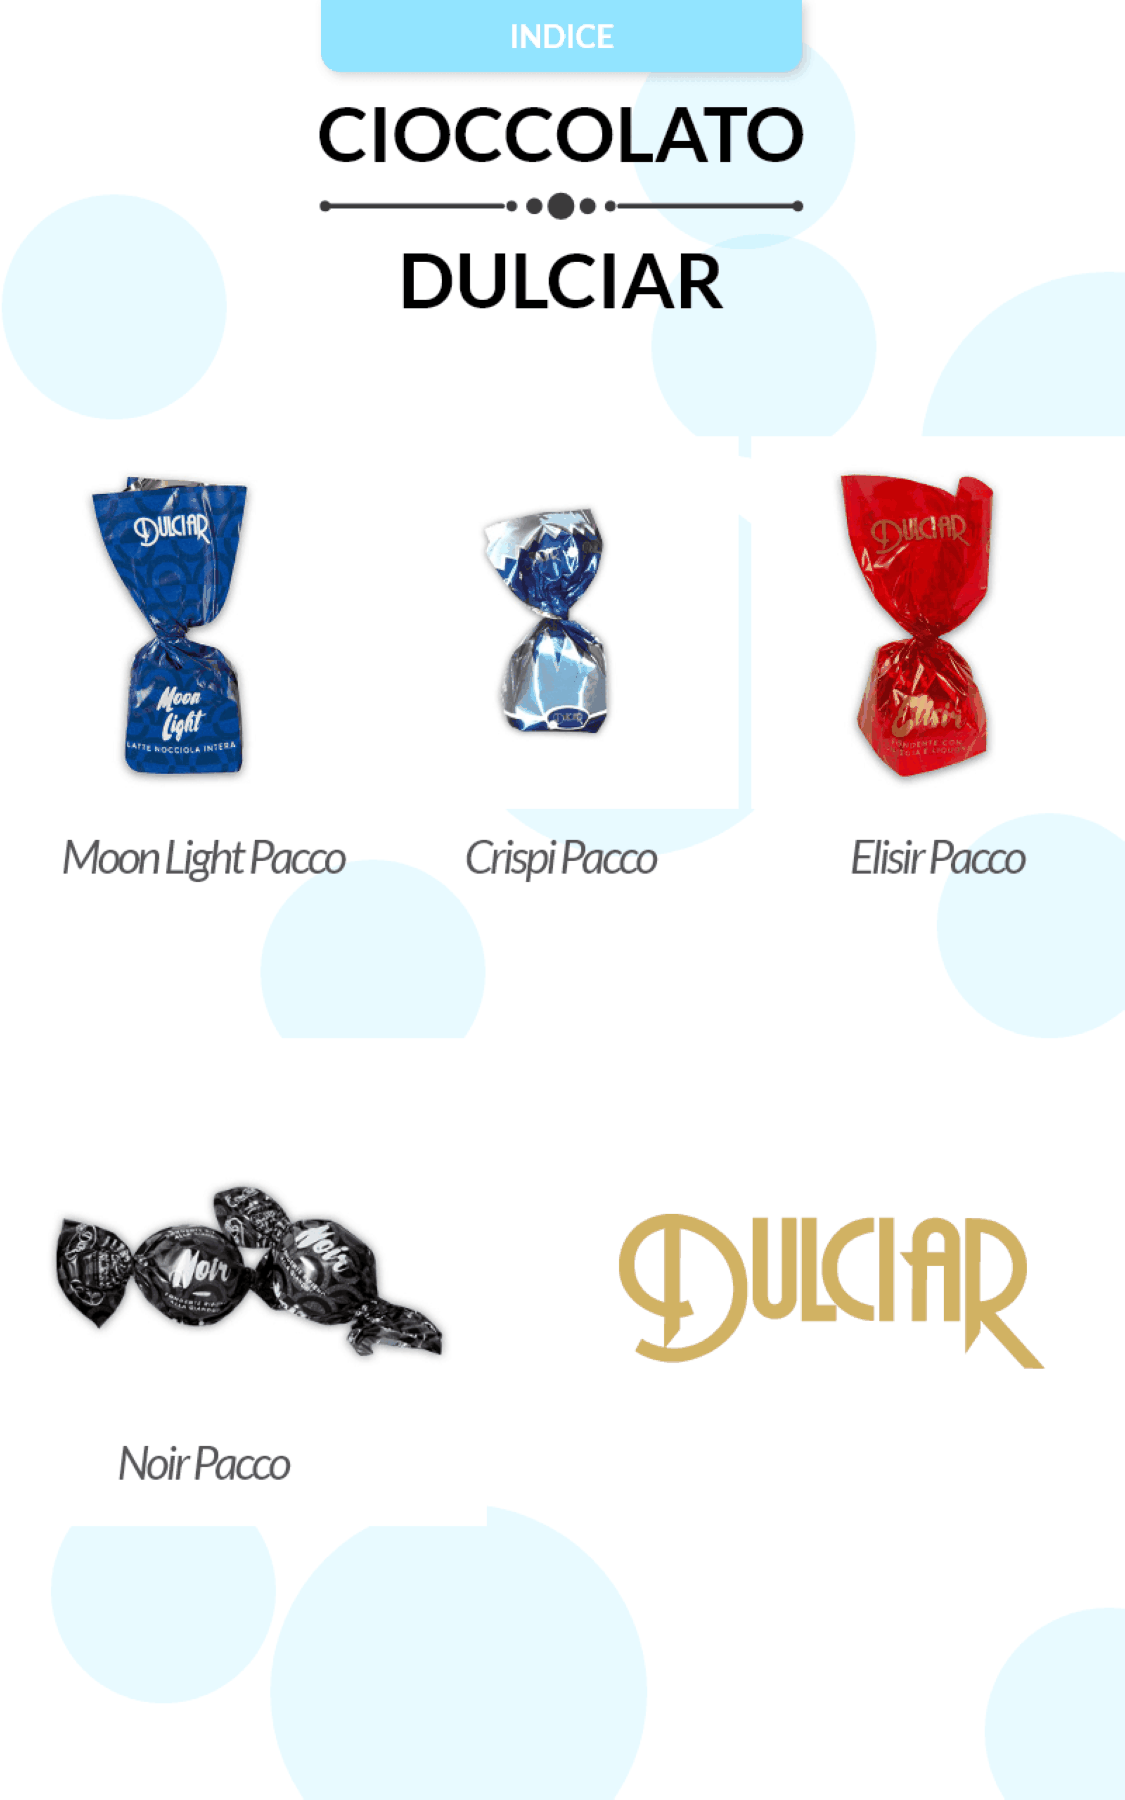 INDICE
CIOCCOLATO
DULCIAR
DULCIAR
Moon
Light
LATTE NOCCIOLA INTERA
DULCIAR
DULCIAR
Elisir
FONDENTE CON
Moon Light Pacco
Crispi Pacco
Elisir Pacco
Noir
Noir
DULCIAR
Noir Pacco